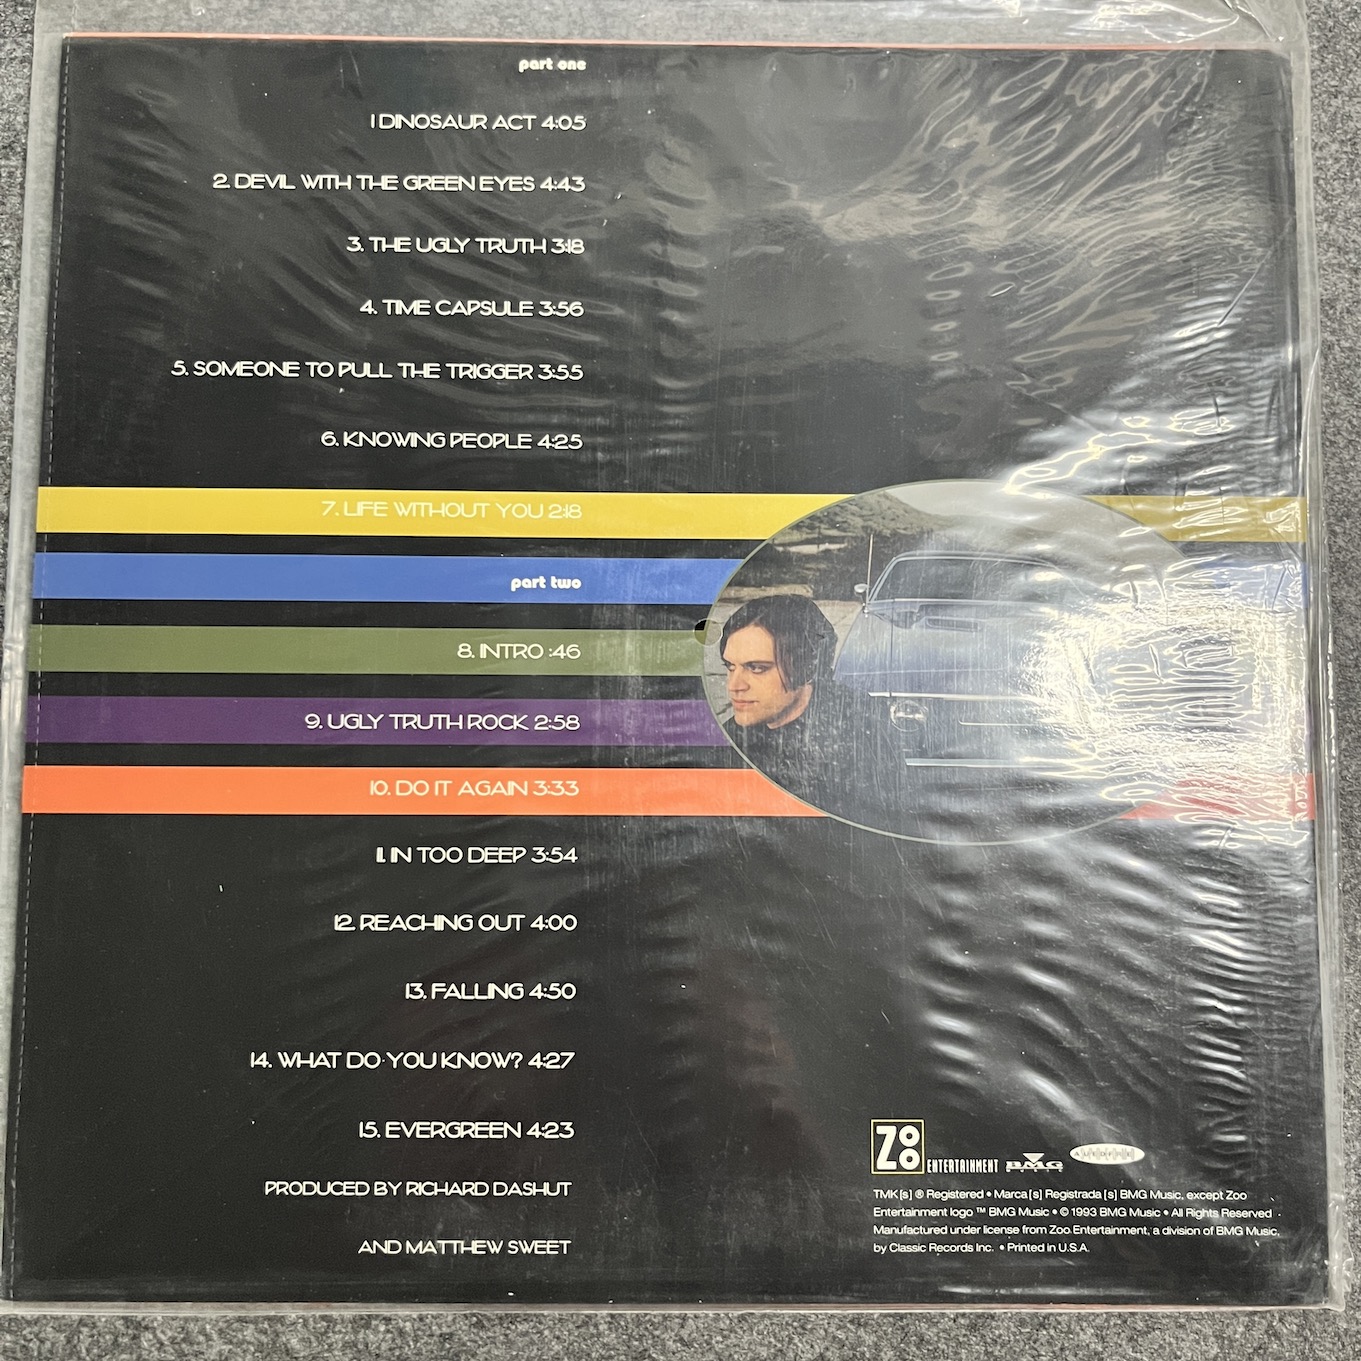 part one
1 DINOSAUR ACT 4:05
2. DEVIL WITH THE GREEN EYES 4:43
3. THE UGLY TRUTH 3:18
4. TIME CAPSULE 3:56
5. SOMEONE TO PULL THE TRIGGER 3:55
6. KNOWING PEOPLE 4:25
7. LIFE WITHOUT YOU 2:18
part two
8. INTRO :46
9. UGLY TRUTH ROCK 2:58
10. DO IT AGAIN 3:33
11. IN TOO DEEP 3:54
12. REACHING OUT 4:00
13. FALLING 4:50
14. WHAT DO YOU KNOW? 4:27
15. EVERGREEN 4:23
PRODUCED BY RICHARD DASHUT
AND MATTHEW SWEET
ZOO ENTERTAINMENT BMG MUSIC
TMK[s] ® Registered • Marca[s] Registrada[s] BMG Music, except Zoo
Entertainment logo ™ BMG Music • © 1993 BMG Music • All Rights Reserved
Manufactured under license from Zoo Entertainment, a division of BMG Music,
by Classic Records Inc. • Printed in U.S.A.